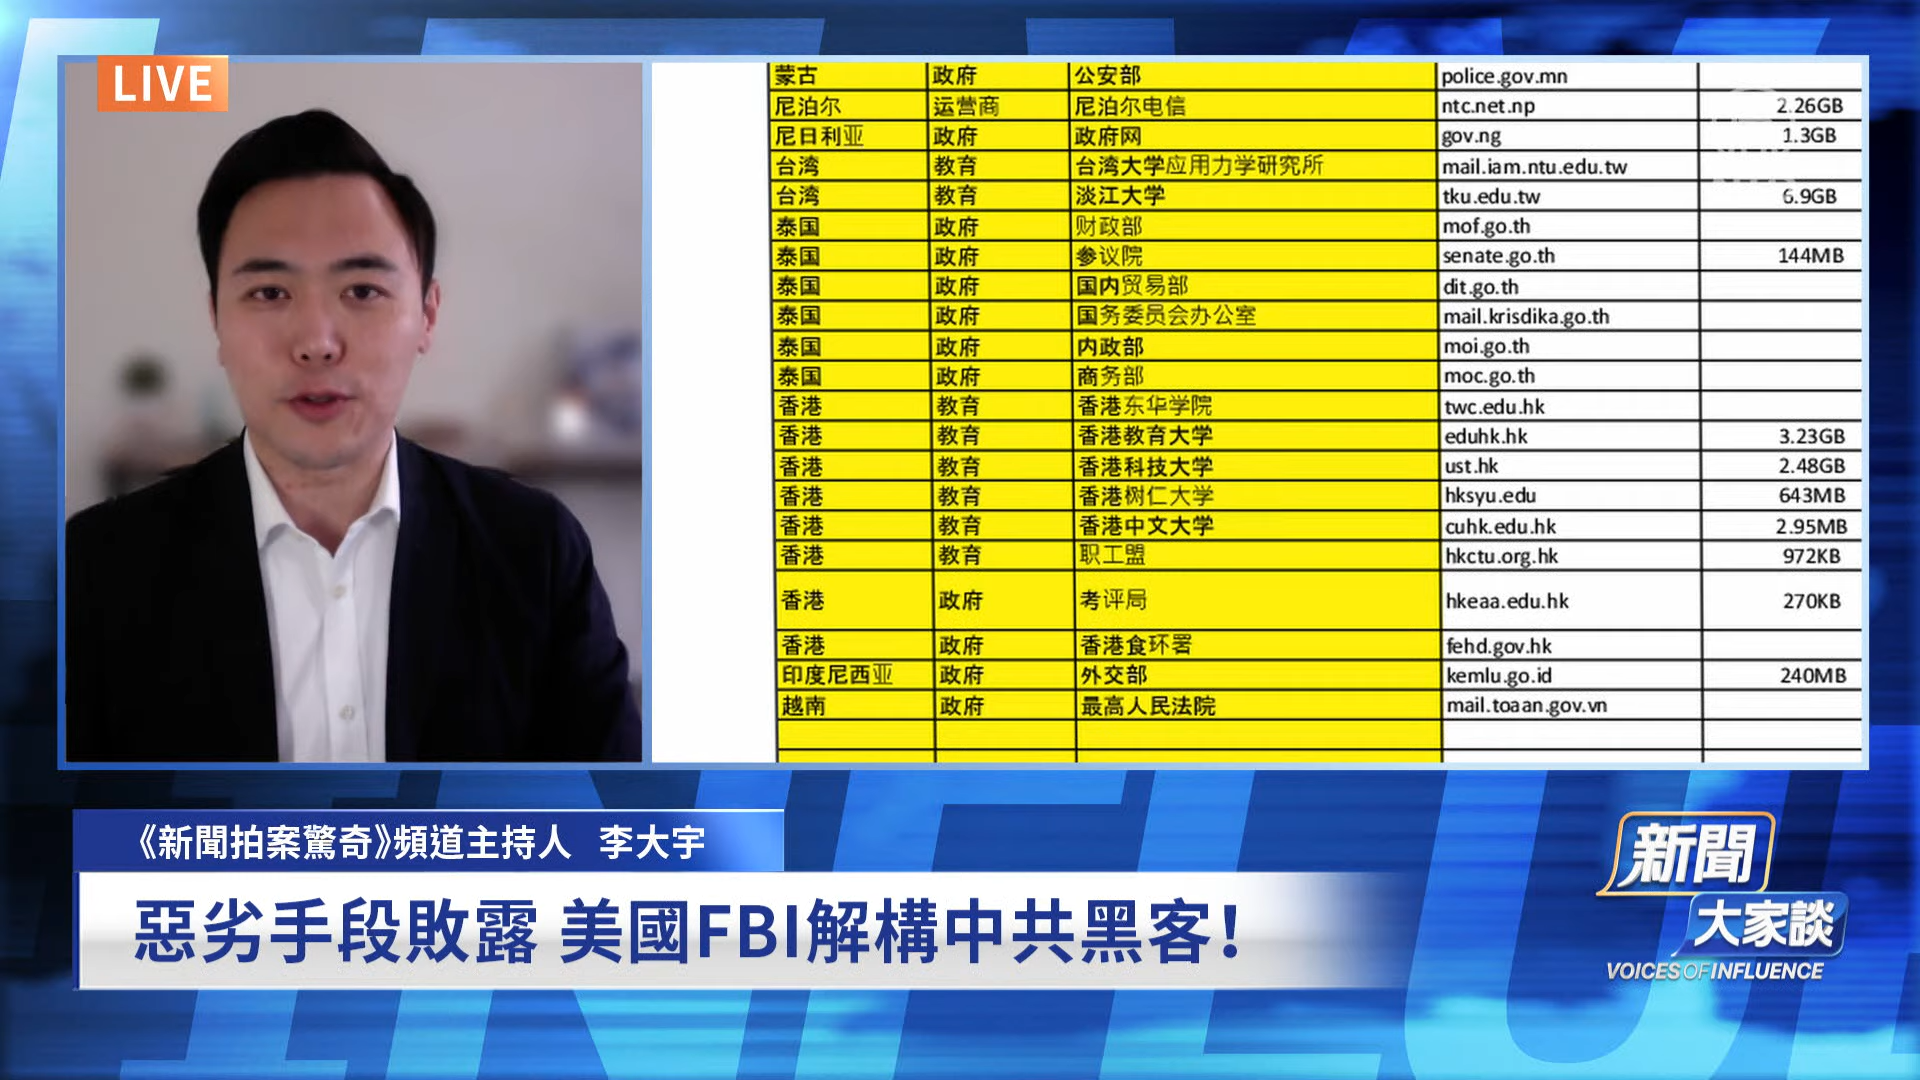 LIVE
蒙古 政府 公安部 police.gov.mn
尼泊尔 运营商 尼泊尔电信 ntc.net.np 2.26GB
尼日利亚 政府 政府网 gov.ng 1.3GB
台湾 教育 台湾大学应用力学研究所 mail.iam.ntu.edu.tw
台湾 教育 淡江大学 tku.edu.tw 6.9GB
泰国 政府 财政部 mof.go.th
泰国 政府 参议院 senate.go.th 144MB
泰国 政府 国内贸易部 dit.go.th
泰国 政府 国务委员会办公室 mail.krisdika.go.th
泰国 政府 内政部 moi.go.th
泰国 政府 商务部 moc.go.th
香港 教育 香港东华学院 twc.edu.hk
香港 教育 香港教育大学 eduhk.hk 3.23GB
香港 教育 香港科技大学 ust.hk 2.48GB
香港 教育 香港树仁大学 hksyu.edu 643MB
香港 教育 香港中文大学 cuhk.edu.hk 2.95MB
香港 教育 职工盟 hkctu.org.hk 972KB
香港 政府 考评局 hkeaa.edu.hk 270KB
香港 政府 香港食环署 fehd.gov.hk
印度尼西亚 政府 外交部 kemlu.go.id 240MB
越南 政府 最高人民法院 mail.toaan.gov.vn
《新聞拍案驚奇》頻道主持人 李大宇
惡劣手段敗露 美國FBI解構中共黑客！
新聞
大家談
VOICES OF INFLUENCE